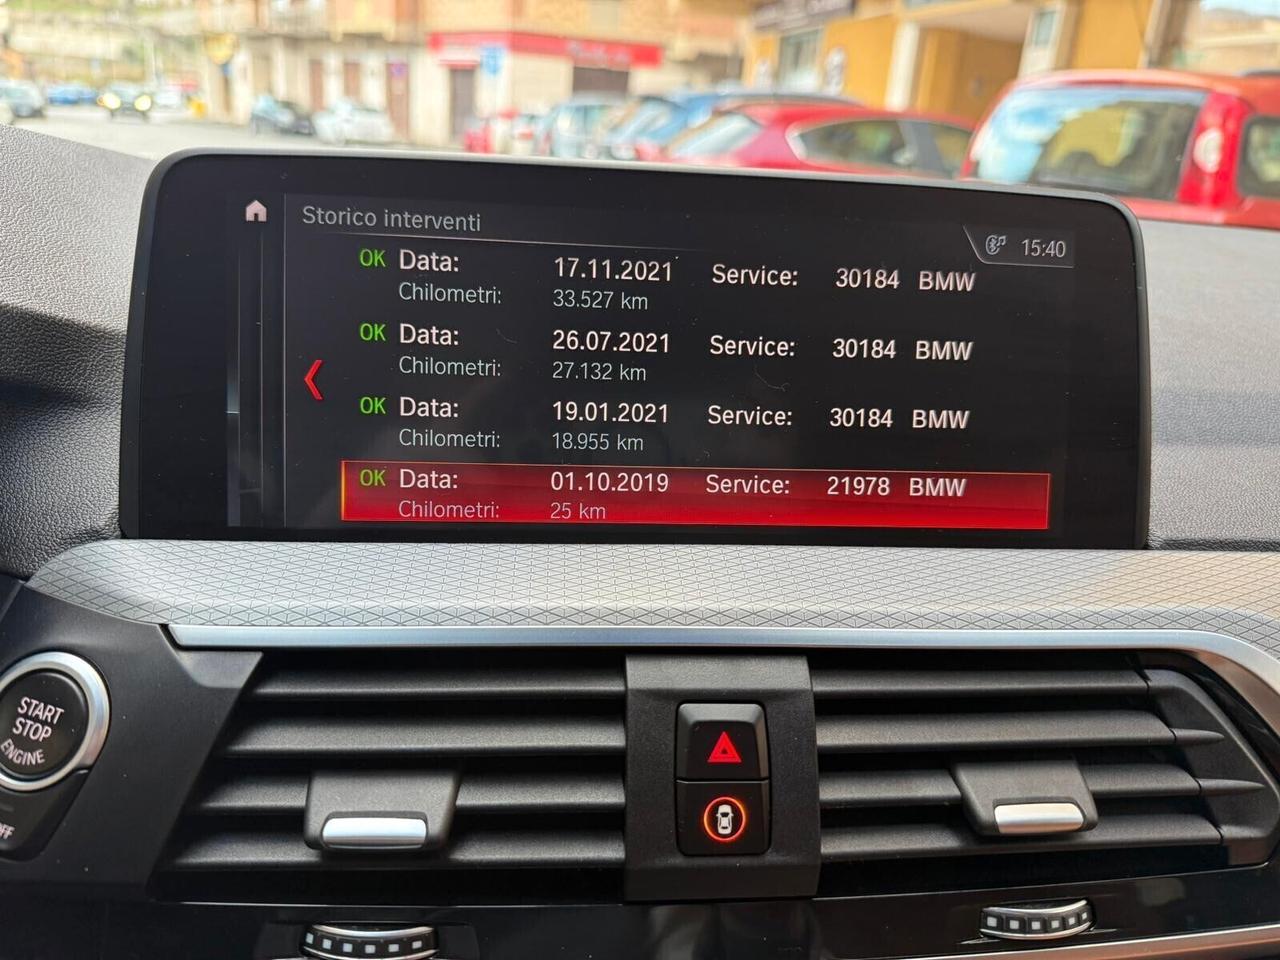 Storico interventi
15:40
OK Data: 17.11.2021 Service: 30184 BMW
Chilometri: 33.527 km
OK Data: 26.07.2021 Service: 30184 BMW
Chilometri: 27.132 km
OK Data: 19.01.2021 Service: 30184 BMW
Chilometri: 18.955 km
OK Data: 01.10.2019 Service: 21978 BMW
Chilometri: 25 km
START
STOP
ENGINE
OFF